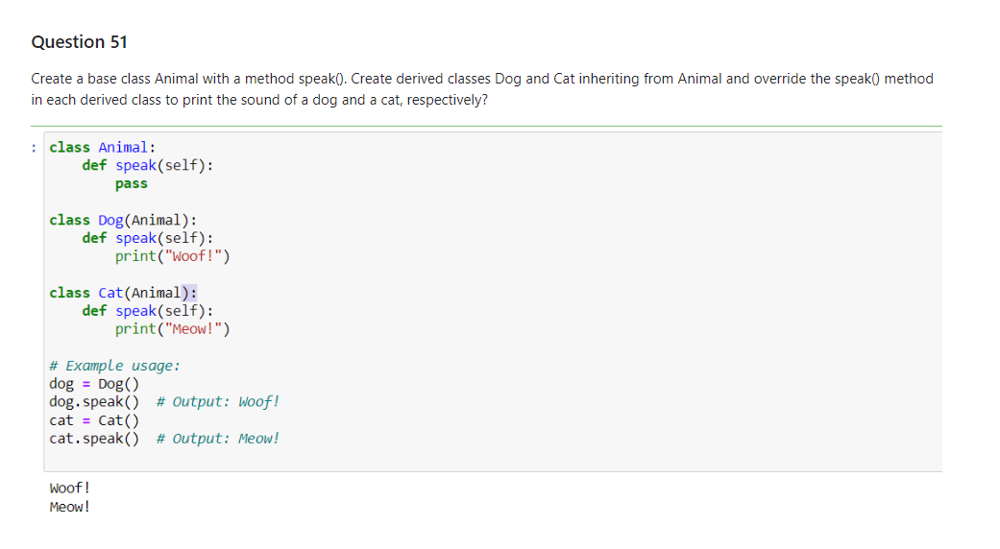 Question 51
Create a base class Animal with a method speak(). Create derived classes Dog and Cat inheriting from Animal and override the speak() method
in each derived class to print the sound of a dog and a cat, respectively?
: class Animal:
    def speak(self):
        pass

class Dog(Animal):
    def speak(self):
        print("Woof!")

class Cat(Animal):
    def speak(self):
        print("Meow!")

# Example usage:
dog = Dog()
dog.speak()  # Output: Woof!
cat = Cat()
cat.speak()  # Output: Meow!

Woof!
Meow!